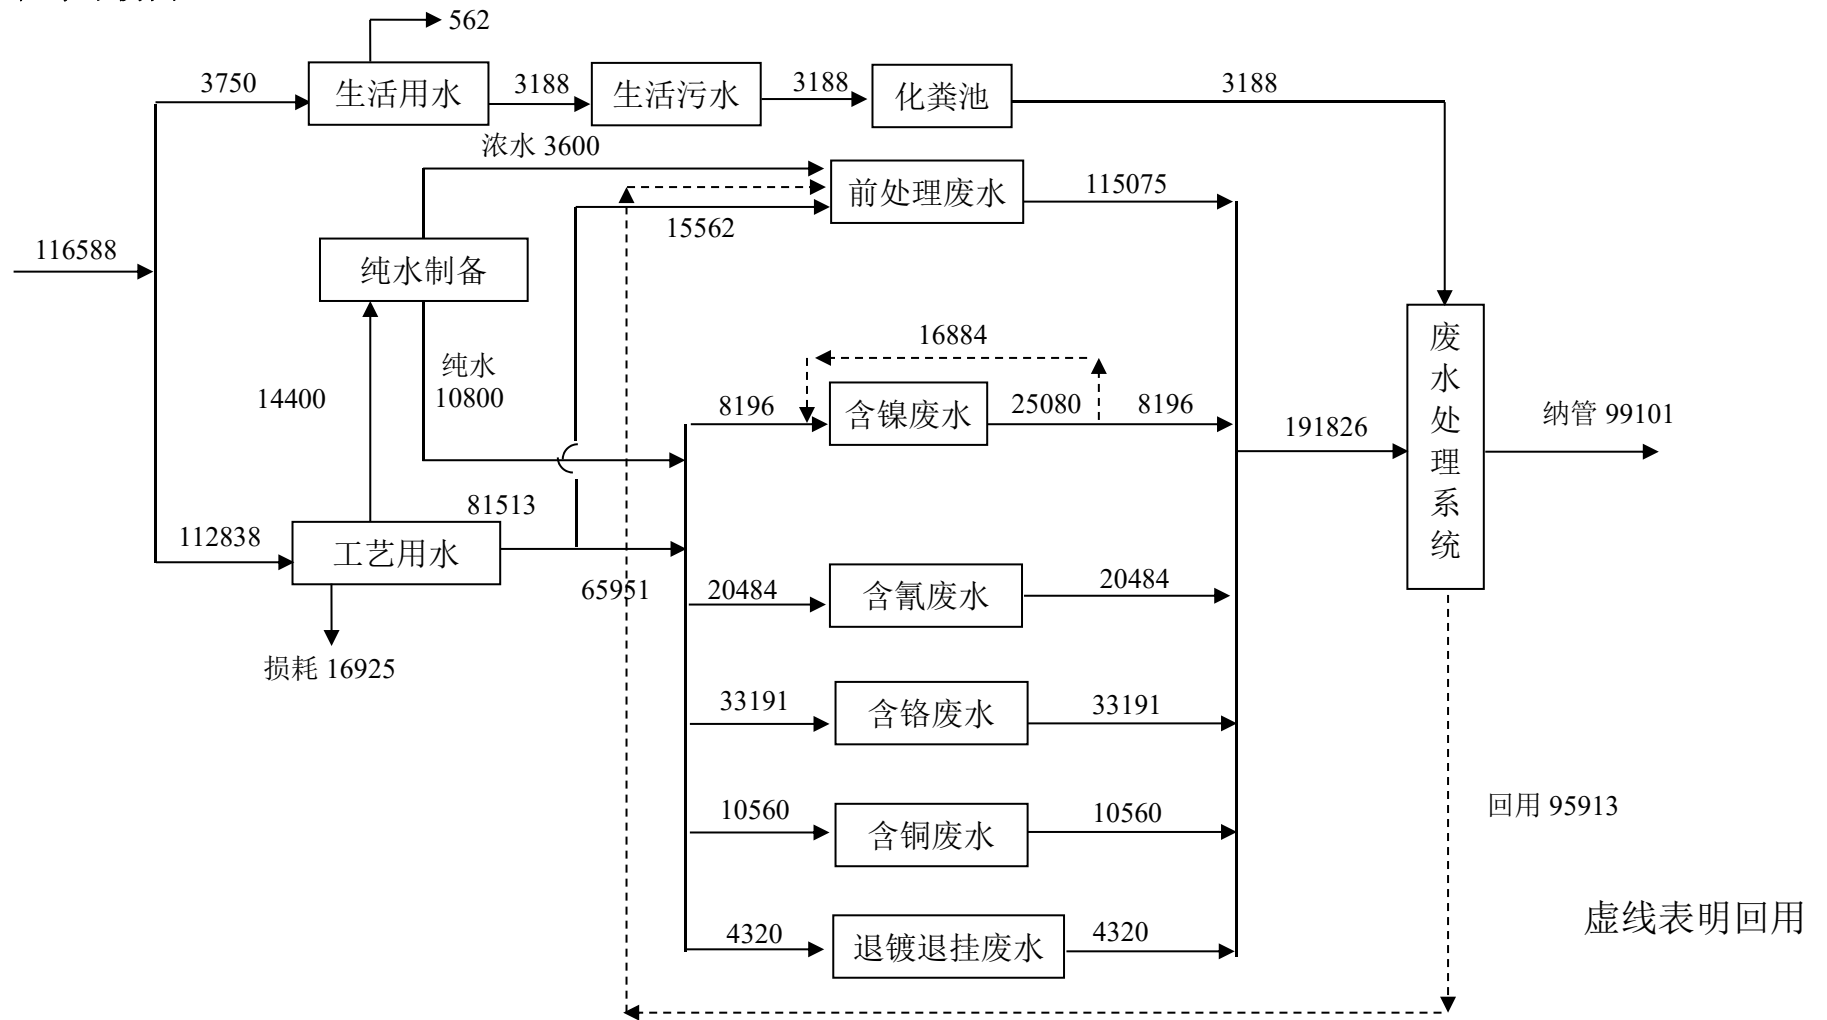 562
3750
生活用水
3188
生活污水
3188
化粪池
3188
浓水 3600
前处理废水
115075
15562
116588
纯水制备
16884
废水处理系统
纯水
10800
14400
8196
含镍废水
25080
8196
191826
纳管 99101
81513
112838
工艺用水
65951
20484
含氰废水
20484
损耗 16925
33191
含铬废水
33191
10560
含铜废水
10560
回用 95913
4320
退镀退挂废水
4320
虚线表明回用